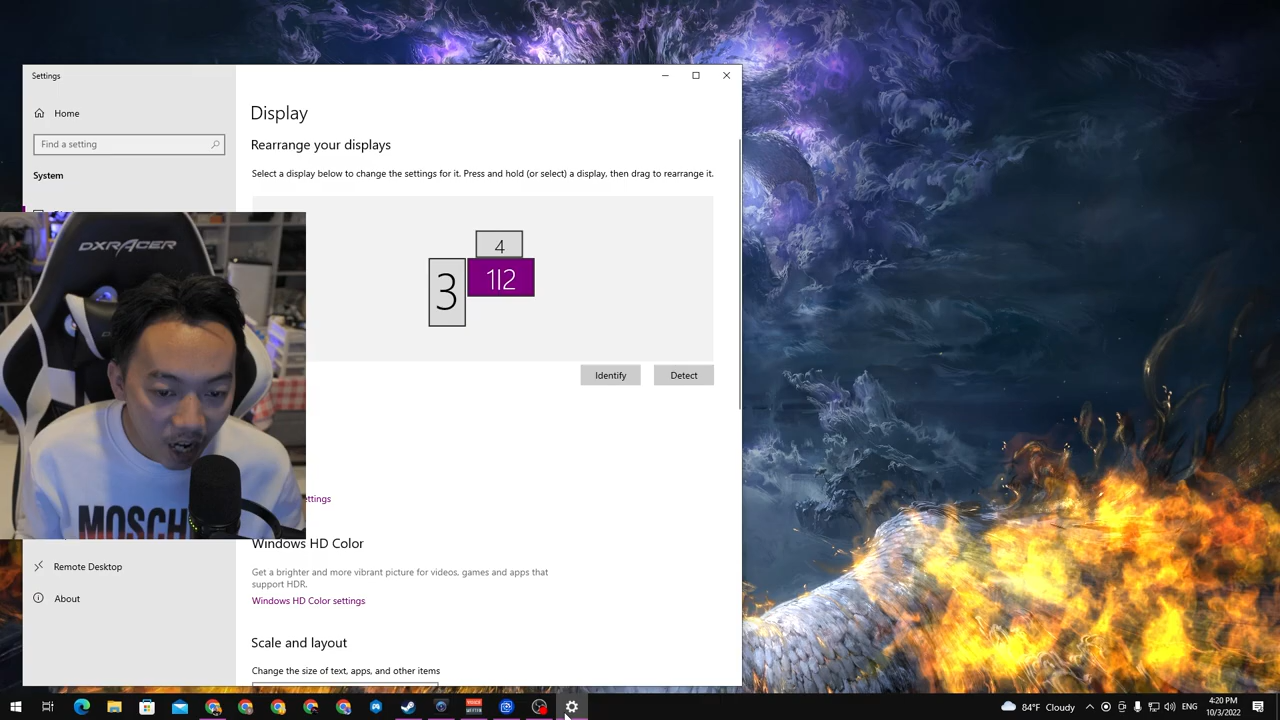 Settings
Home
Find a setting
System
Display
Rearrange your displays
Select a display below to change the settings for it. Press and hold (or select) a display, then drag to rearrange it.
4
3
1|2
Identify
Detect
DXRACER
MOSCH
ettings
Windows HD Color
Get a brighter and more vibrant picture for videos, games and apps that
support HDR.
Windows HD Color settings
Remote Desktop
About
Scale and layout
Change the size of text, apps, and other items
84°F Cloudy
ENG
4:20 PM
10/3/2022